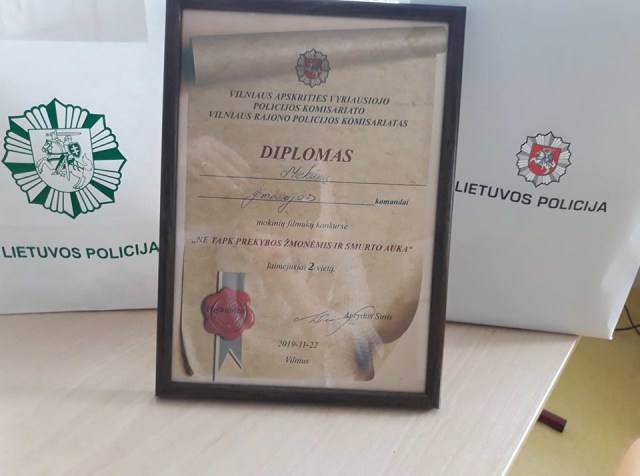 VILNIAUS APSKRITIES VYRIAUSIOJO
POLICIJOS KOMISARIATO
VILNIAUS RAJONO POLICIJOS KOMISARIATAS
DIPLOMAS
komandai
mokinių filmukų konkurse
„NE TAPK PREKYBOS ŽMONĖMIS IR SMURTO AUKA“
laimėjusiai 2 vietą.
2019-11-22
Vilnius
LIETUVOS POLICIJA
LIETUVOS POLICIJA